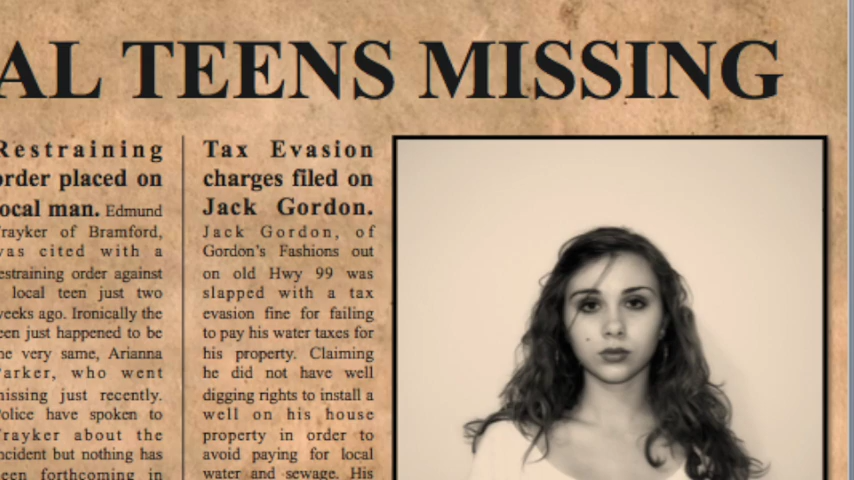 AL TEENS MISSING
Restraining
order placed on
local man. Edmund
Trayker of Bramford,
was cited with a
restraining order against
local teen just two
weeks ago. Ironically the
teen just happened to be
the very same, Arianna
Parker, who went
missing just recently.
Police have spoken to
Trayker about the
incident but nothing has
been forthcoming in
Tax Evasion
charges filed on
Jack Gordon.
Jack Gordon, of
Gordon's Fashions out
on old Hwy 99 was
slapped with a tax
evasion fine for failing
to pay his water taxes for
his property. Claiming
he did not have well
digging rights to install a
well on his house
property in order to
avoid paying for local
water and sewage. His